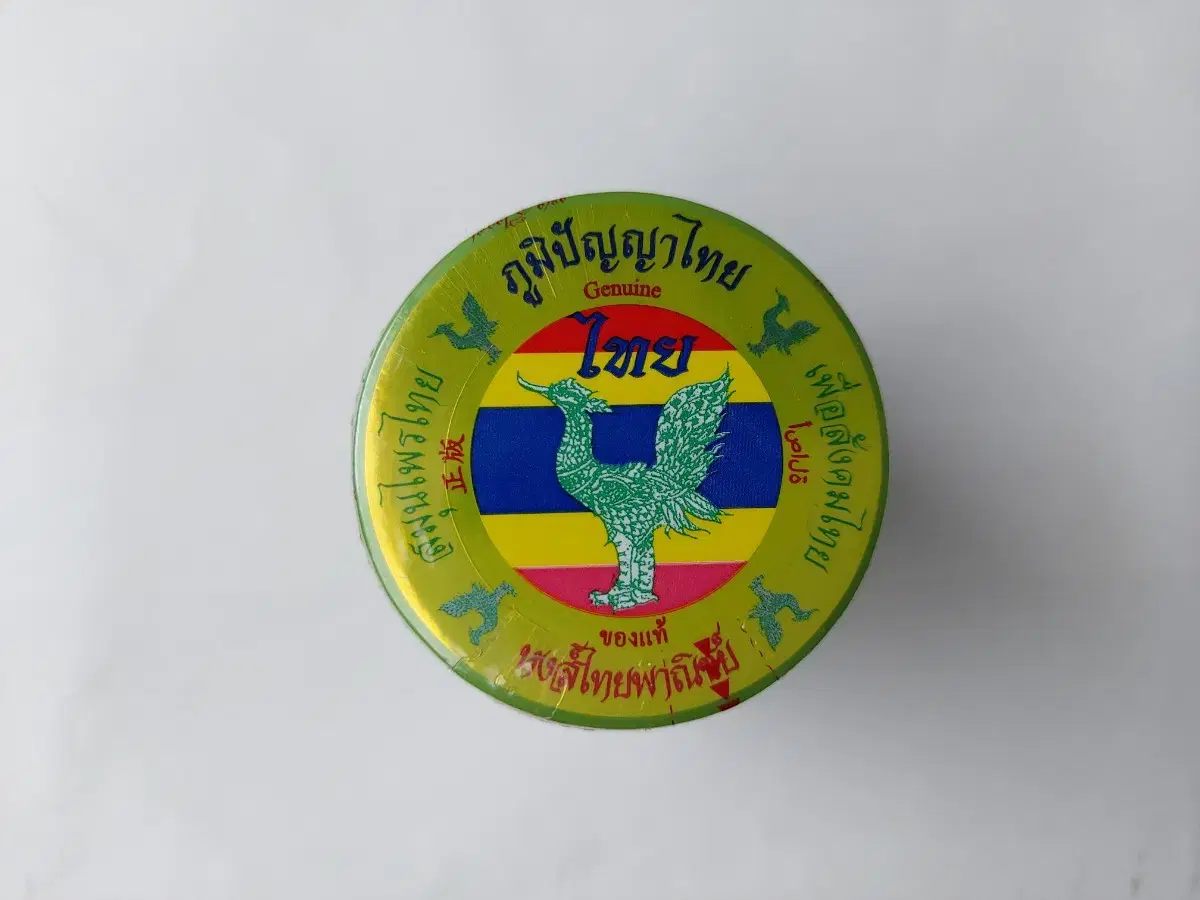 ภูมิปัญญาไทย
Genuine
ไทย
สมุนไพรไทย
正版
เพื่อสังคมไทย
ของแท้
หงส์ไทยพาณิชย์